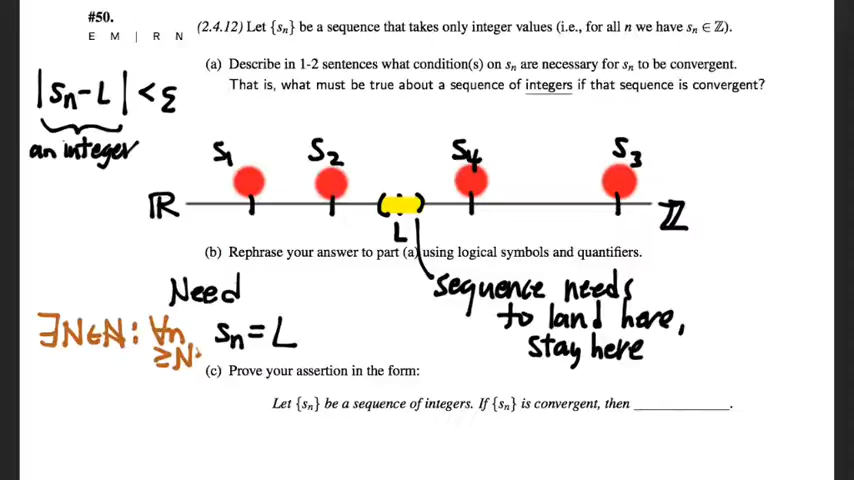 #50.
E M | R N
(2.4.12) Let {sₙ} be a sequence that takes only integer values (i.e., for all n we have sₙ ∈ ℤ).
(a) Describe in 1-2 sentences what condition(s) on sₙ are necessary for sₙ to be convergent.
That is, what must be true about a sequence of integers if that sequence is convergent?
|sₙ-L| < ε
an integer
S₁ S₂ S₄ S₃
ℝ ℤ
L
(b) Rephrase your answer to part (a) using logical symbols and quantifiers.
Need
sequence needs
to land here,
stay here
∃N∈ℕ: ∀n ≥N, sₙ = L
(c) Prove your assertion in the form:
Let {sₙ} be a sequence of integers. If {sₙ} is convergent, then ____________.